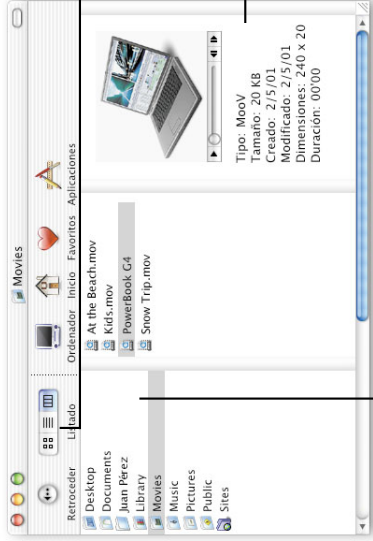 Movies
Retroceder Listado Ordenador Inicio Favoritos Aplicaciones
Desktop
Documents
Juan Pérez
Library
Movies
Music
Pictures
Public
Sites
At the Beach.mov
Kids.mov
PowerBook G4
Snow Trip.mov
Tipo: MooV
Tamaño: 20 KB
Creado: 2/5/01
Modificado: 2/5/01
Dimensiones: 240 x 20
Duración: 00'00